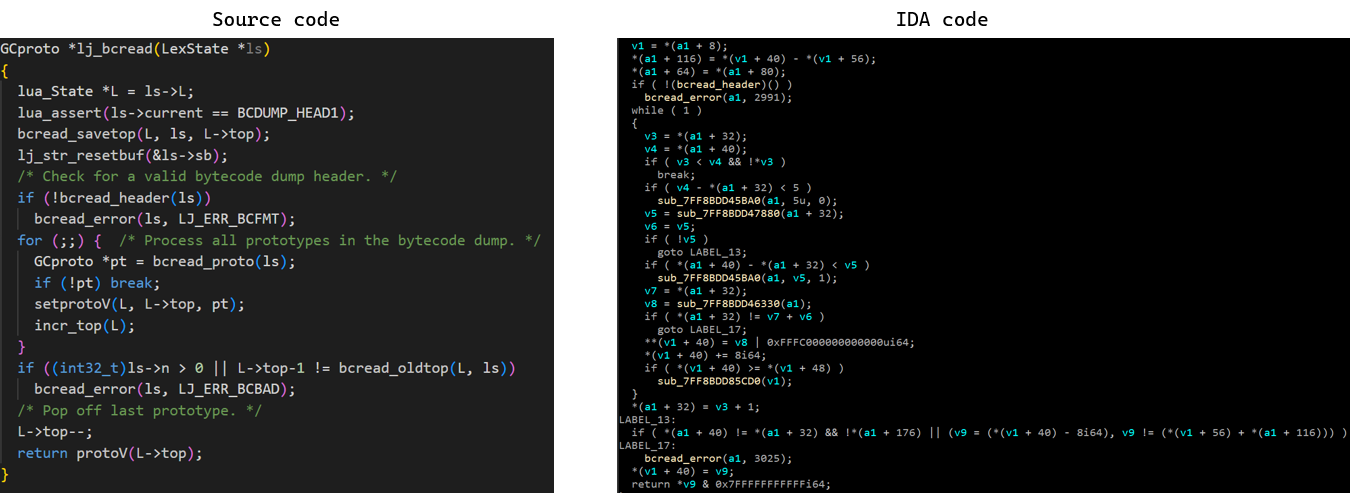 Source code
GCproto *lj_bcread(LexState *ls)
{
  lua_State *L = ls->L;
  lua_assert(ls->current == BCDUMP_HEAD1);
  bcread_savetop(L, ls, L->top);
  lj_str_resetbuf(&ls->sb);
  /* Check for a valid bytecode dump header. */
  if (!bcread_header(ls))
    bcread_error(ls, LJ_ERR_BCFMT);
  for (;;) {  /* Process all prototypes in the bytecode dump. */
    GCproto *pt = bcread_proto(ls);
    if (!pt) break;
    setprotoV(L, L->top, pt);
    incr_top(L);
  }
  if ((int32_t)ls->n > 0 || L->top-1 != bcread_oldtop(L, ls))
    bcread_error(ls, LJ_ERR_BCBAD);
  /* Pop off last prototype. */
  L->top--;
  return protoV(L->top);
}
IDA code
  v1 = *(a1 + 8);
  *(a1 + 116) = *(v1 + 40) - *(v1 + 56);
  *(a1 + 64) = *(a1 + 80);
  if ( !(bcread_header)() )
    bcread_error(a1, 2991);
  while ( 1 )
  {
    v3 = *(a1 + 32);
    v4 = *(a1 + 40);
    if ( v3 < v4 && !*v3 )
      break;
    if ( v4 - *(a1 + 32) < 5 )
      sub_7FF8BDD45BA0(a1, 5u, 0);
    v5 = sub_7FF8BDD47880(a1 + 32);
    v6 = v5;
    if ( !v5 )
      goto LABEL_13;
    if ( *(a1 + 40) - *(a1 + 32) < v5 )
      sub_7FF8BDD45BA0(a1, v5, 1);
    v7 = *(a1 + 32);
    v8 = sub_7FF8BDD46330(a1);
    if ( *(a1 + 32) != v7 + v6 )
      goto LABEL_17;
    **(v1 + 40) = v8 | 0xFFFC000000000000ui64;
    *(v1 + 40) += 8i64;
    if ( *(v1 + 40) >= *(v1 + 48) )
      sub_7FF8BDD85CD0(v1);
  }
  *(a1 + 32) = v3 + 1;
LABEL_13:
  if ( *(a1 + 40) != *(a1 + 32) && !*(a1 + 176) || (v9 = (*(v1 + 40) - 8i64), v9 != (*(v1 + 56) + *(a1 + 116))) )
LABEL_17:
    bcread_error(a1, 3025);
  *(v1 + 40) = v9;
  return *v9 & 0x7FFFFFFFFFFFi64;